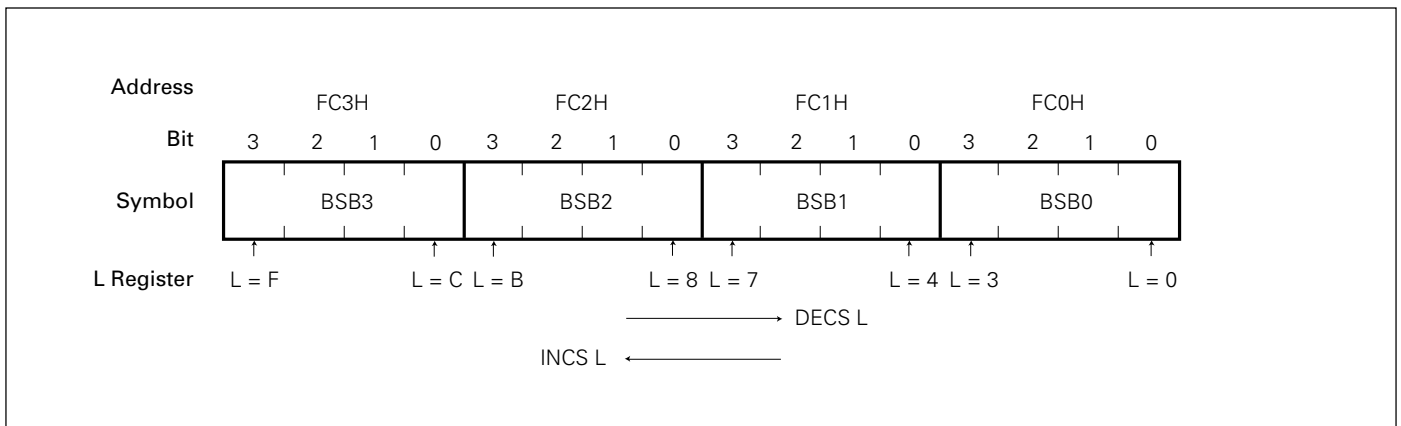 Address
FC3H FC2H FC1H FC0H
Bit 3 2 1 0 3 2 1 0 3 2 1 0 3 2 1 0
Symbol BSB3 BSB2 BSB1 BSB0
L Register L = F L = C L = B L = 8 L = 7 L = 4 L = 3 L = 0
DECS L
INCS L